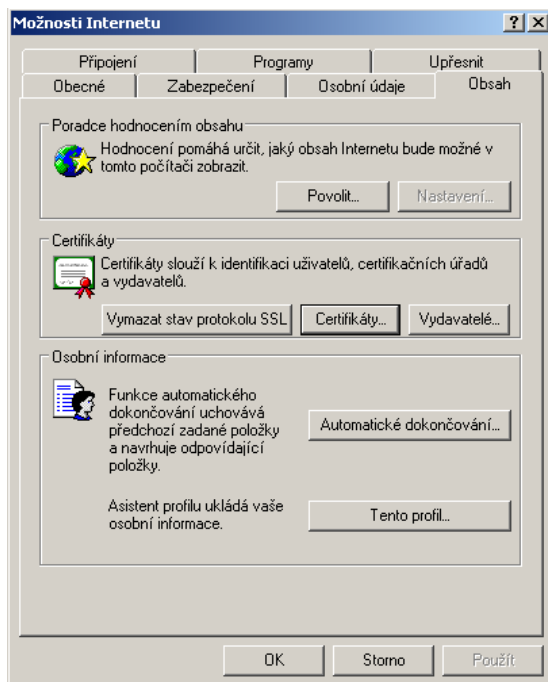 Možnosti Internetu
Připojení Programy Upřesnit
Obecné Zabezpečení Osobní údaje Obsah
Poradce hodnocením obsahu
Hodnocení pomáhá určit, jaký obsah Internetu bude možné v
tomto počítači zobrazit.
Povolit... Nastavení...
Certifikáty
Certifikáty slouží k identifikaci uživatelů, certifikačních úřadů
a vydavatelů.
Vymazat stav protokolu SSL Certifikáty... Vydavatelé...
Osobní informace
Funkce automatického
dokončování uchovává
předchozí zadané položky
a navrhuje odpovídající
položky.
Automatické dokončování...
Asistent profilu ukládá vaše
osobní informace.
Tento profil...
OK Storno Použít